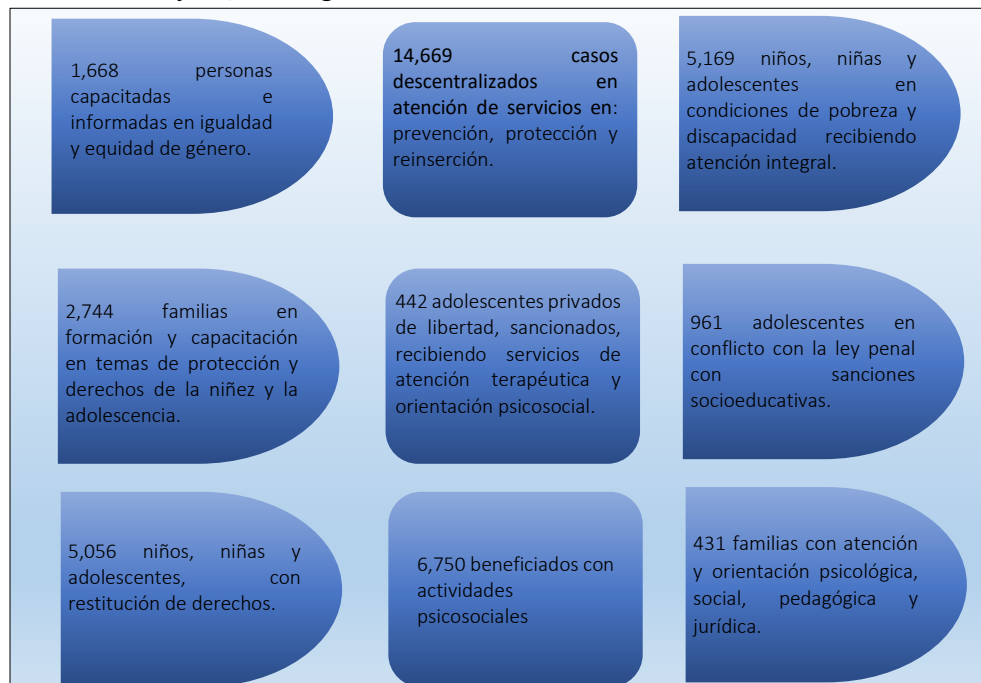 1,668 personas
capacitadas e
informadas en igualdad
y equidad de género.
14,669 casos
descentralizados en
atención de servicios en:
prevención, protección y
reinserción.
5,169 niños, niñas y
adolescentes en
condiciones de pobreza y
discapacidad recibiendo
atención integral.
2,744 familias en
formación y capacitación
en temas de protección y
derechos de la niñez y la
adolescencia.
442 adolescentes privados
de libertad, sancionados,
recibiendo servicios de
atención terapéutica y
orientación psicosocial.
961 adolescentes en
conflicto con la ley penal
con sanciones
socioeducativas.
5,056 niños, niñas y
adolescentes, con
restitución de derechos.
6,750 beneficiados con
actividades
psicosociales
431 familias con atención
y orientación psicológica,
social, pedagógica y
jurídica.